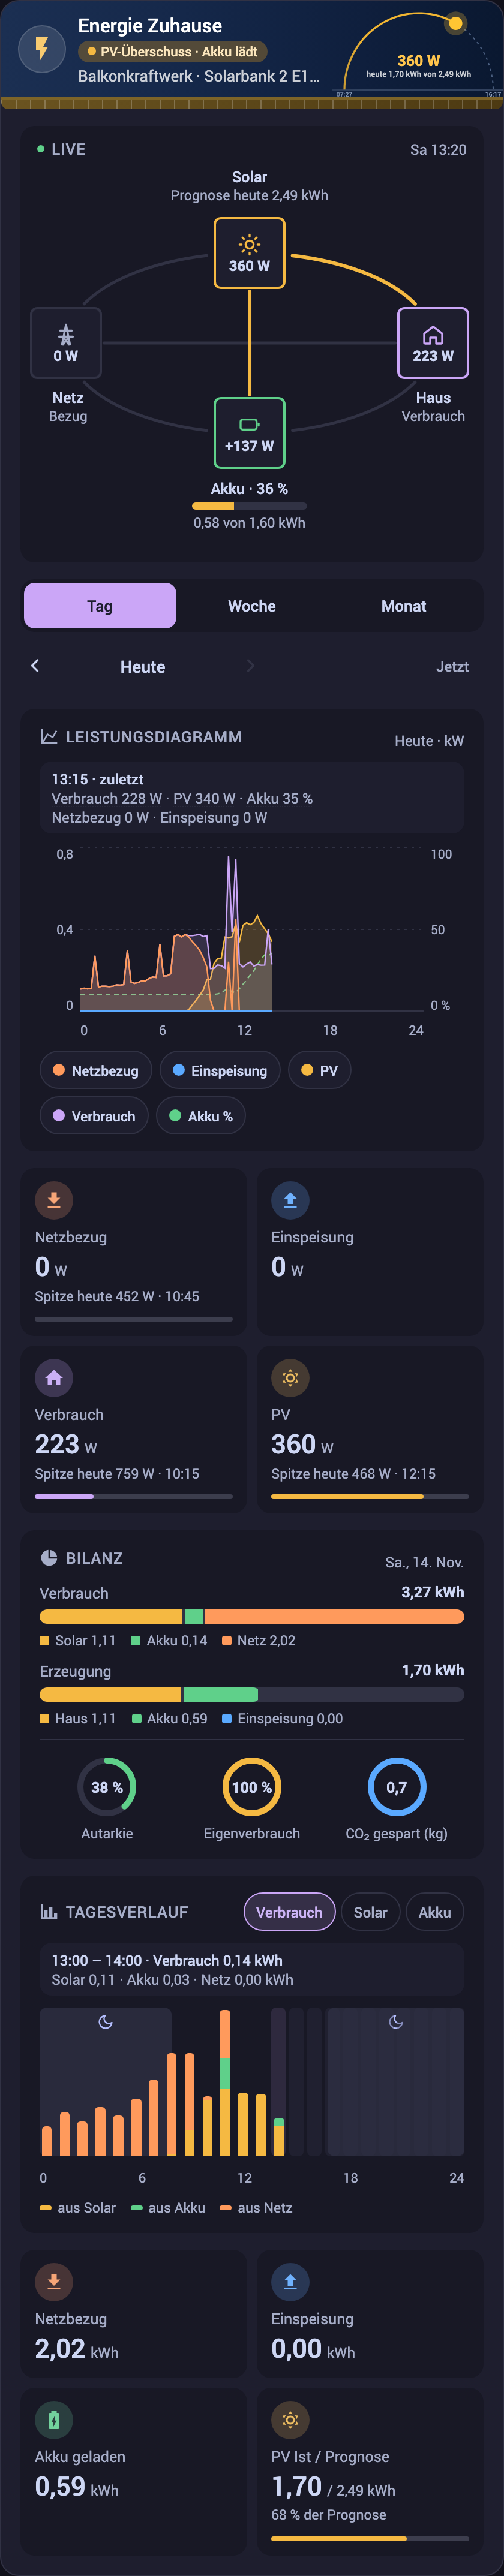 Energie Zuhause
PV-Überschuss · Akku lädt
Balkonkraftwerk · Solarbank 2 E1...
360 W
heute 1,70 kWh von 2,49 kWh
07:27
16:17
LIVE
Sa 13:20
Solar
Prognose heute 2,49 kWh
360 W
0 W
223 W
Netz
Bezug
Haus
Verbrauch
+137 W
Akku · 36 %
0,58 von 1,60 kWh
Tag
Woche
Monat
Heute
Jetzt
LEISTUNGSDIAGRAMM
Heute · kW
13:15 · zuletzt
Verbrauch 228 W · PV 340 W · Akku 35 %
Netzbezug 0 W · Einspeisung 0 W
0,8
100
0,4
50
0
0 %
0 6 12 18 24
Netzbezug
Einspeisung
PV
Verbrauch
Akku %
Netzbezug
0 W
Spitze heute 452 W · 10:45
Einspeisung
0 W
Verbrauch
223 W
Spitze heute 759 W · 10:15
PV
360 W
Spitze heute 468 W · 12:15
BILANZ
Sa., 14. Nov.
Verbrauch
3,27 kWh
Solar 1,11
Akku 0,14
Netz 2,02
Erzeugung
1,70 kWh
Haus 1,11
Akku 0,59
Einspeisung 0,00
38 %
100 %
0,7
Autarkie
Eigenverbrauch
CO₂ gespart (kg)
TAGESVERLAUF
Verbrauch
Solar
Akku
13:00 – 14:00 · Verbrauch 0,14 kWh
Solar 0,11 · Akku 0,03 · Netz 0,00 kWh
0 6 12 18 24
aus Solar
aus Akku
aus Netz
Netzbezug
2,02 kWh
Einspeisung
0,00 kWh
Akku geladen
0,59 kWh
PV Ist / Prognose
1,70 / 2,49 kWh
68 % der Prognose